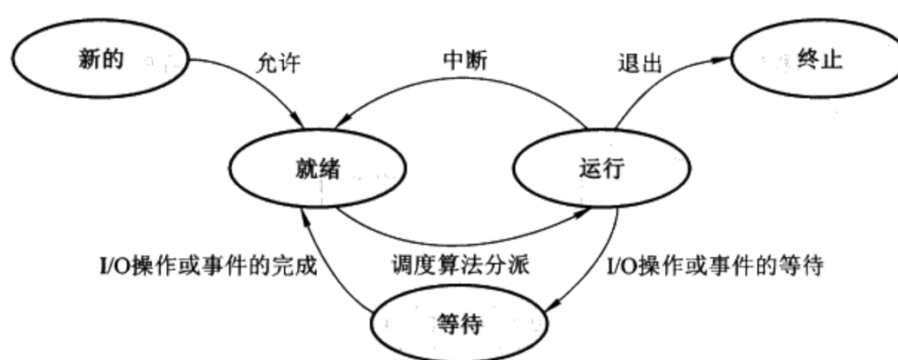 新的
允许
中断
退出
终止
就绪
运行
I/O操作或事件的完成
调度算法分派
I/O操作或事件的等待
等待